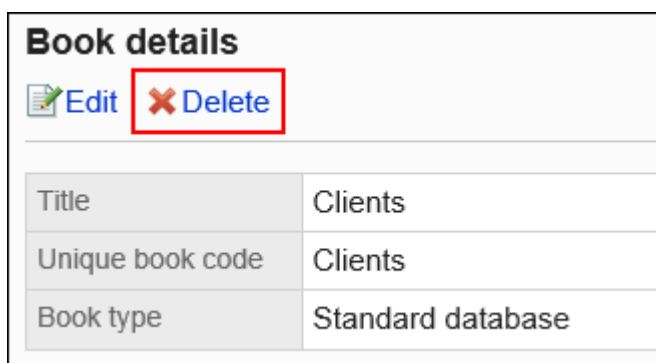 Book details
Edit Delete
Title Clients
Unique book code Clients
Book type Standard database